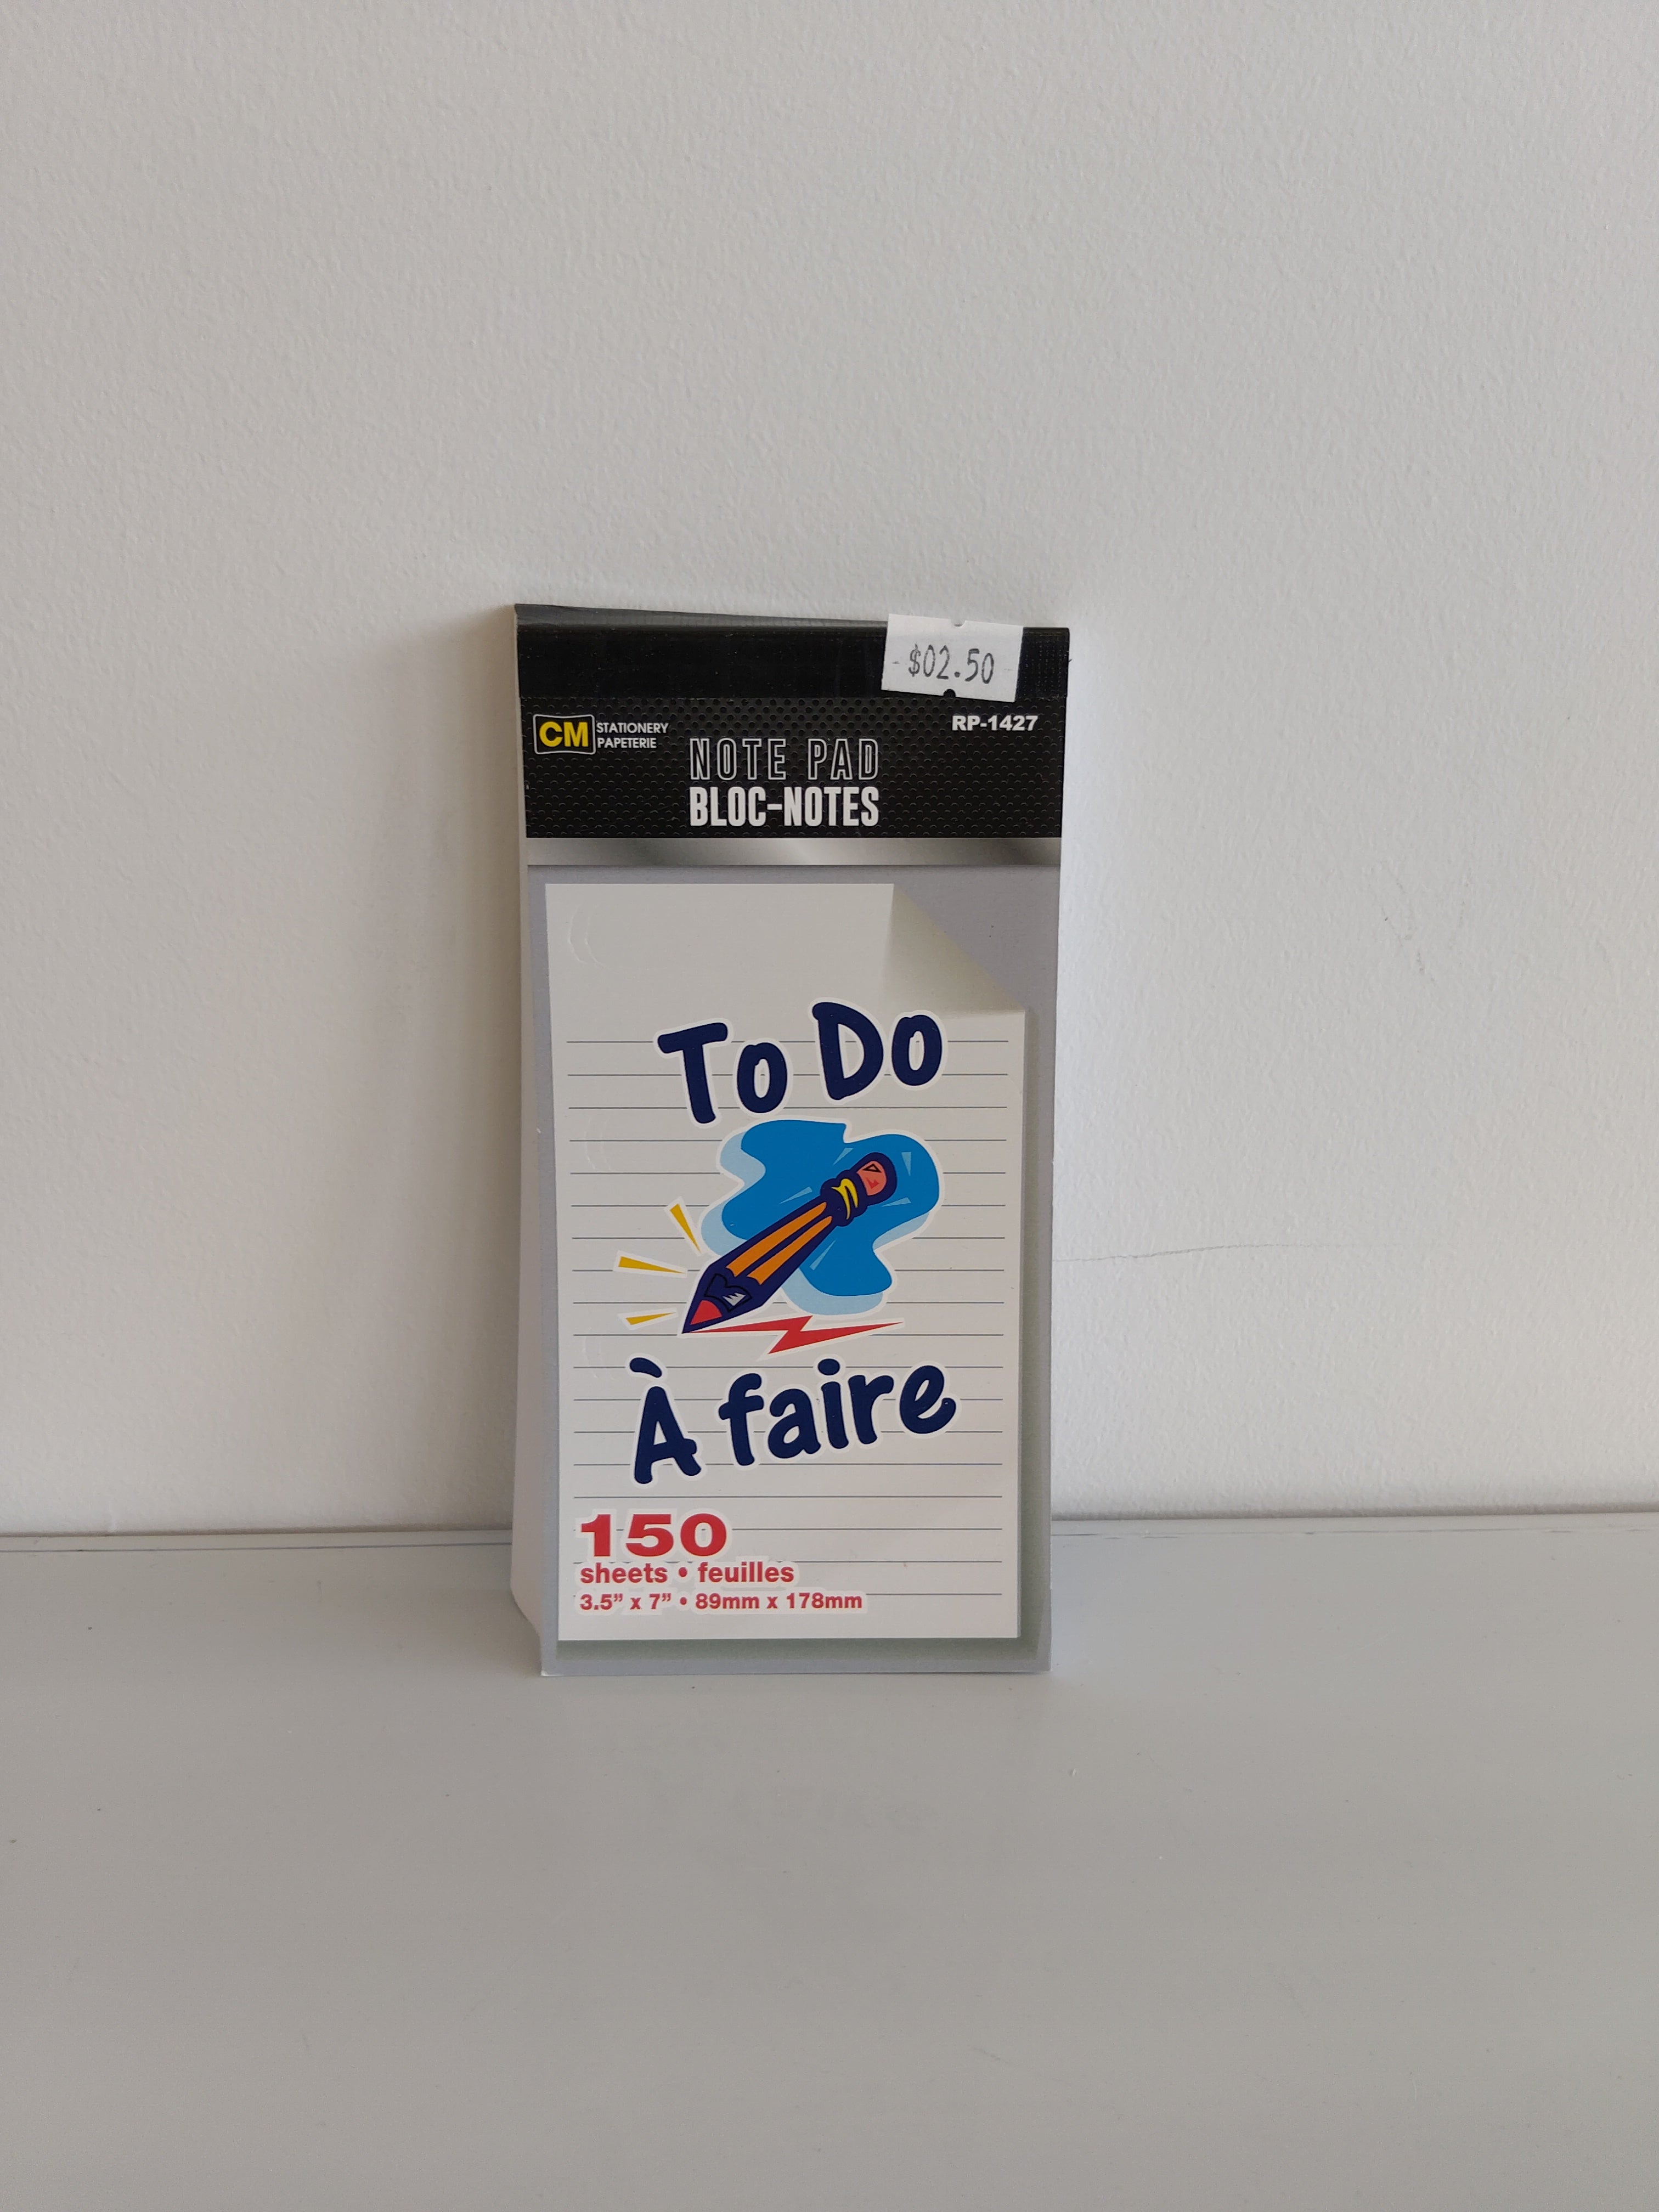 $02.50
CM STATIONERY
PAPETERIE
RP-1427
NOTE PAD
BLOC-NOTES
To Do
À faire
150
sheets • feuilles
3.5” x 7” • 89mm x 178mm